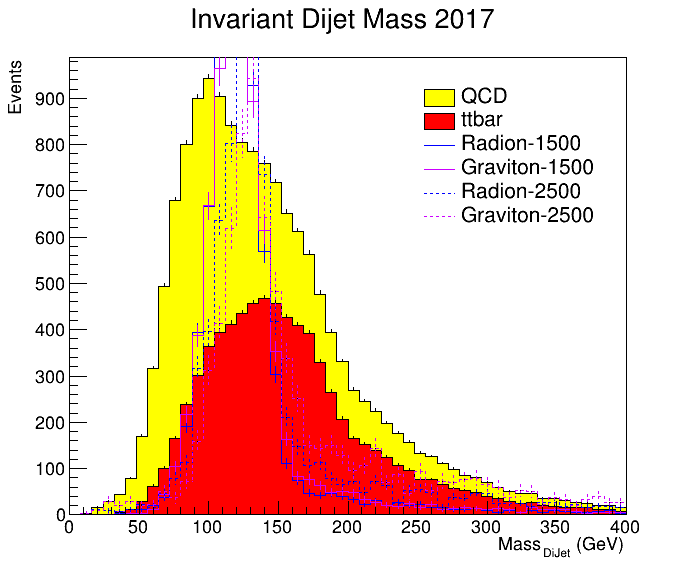 Invariant Dijet Mass 2017
Events
900
800
700
600
500
400
300
200
100
0
QCD
ttbar
Radion-1500
Graviton-1500
Radion-2500
Graviton-2500
0 50 100 150 200 250 300 350 400
Mass DiJet (GeV)